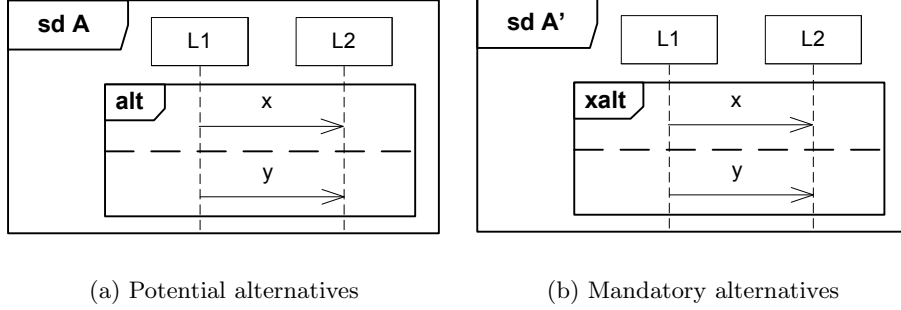 sd A
L1 L2
alt
x
y
(a) Potential alternatives
sd A’
L1 L2
xalt
x
y
(b) Mandatory alternatives